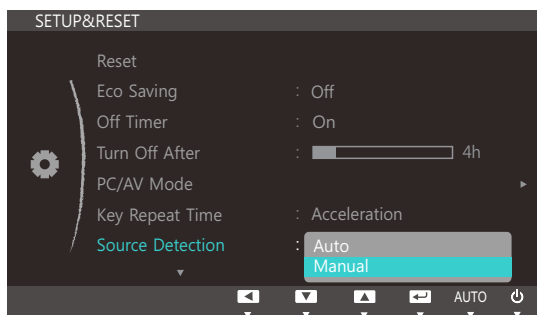 SETUP&RESET
Reset
Eco Saving : Off
Off Timer : On
Turn Off After : 4h
PC/AV Mode
Key Repeat Time : Acceleration
Source Detection : Auto
Manual
AUTO